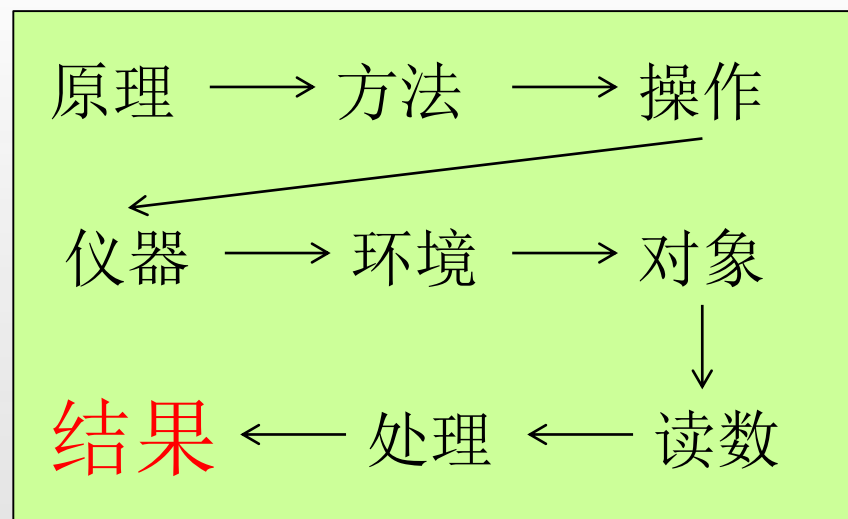 原理 方法 操作
仪器 环境 对象
结果 处理 读数